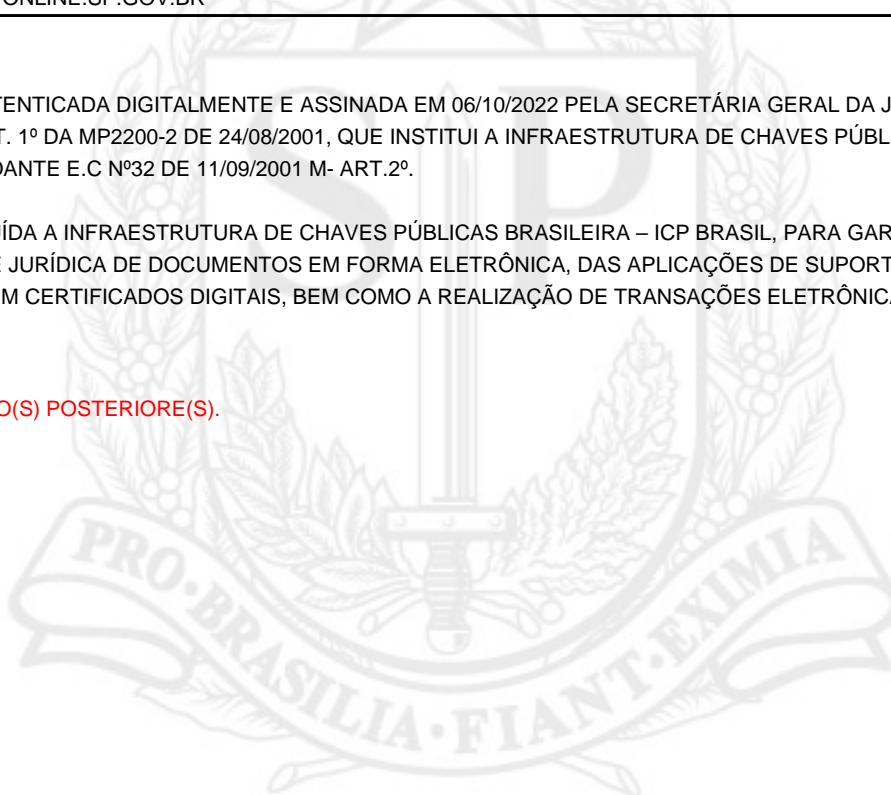 ONLINE.SP.GOV.BR
TENTICADA DIGITALMENTE E ASSINADA EM 06/10/2022 PELA SECRETÁRIA GERAL DA J
T. 1º DA MP2200-2 DE 24/08/2001, QUE INSTITUI A INFRAESTRUTURA DE CHAVES PÚBL
DANTE E.C Nº32 DE 11/09/2001 M- ART.2º.
ÍDA A INFRAESTRUTURA DE CHAVES PÚBLICAS BRASILEIRA – ICP BRASIL, PARA GAR
E JURÍDICA DE DOCUMENTOS EM FORMA ELETRÔNICA, DAS APLICAÇÕES DE SUPORT
M CERTIFICADOS DIGITAIS, BEM COMO A REALIZAÇÃO DE TRANSAÇÕES ELETRÔNICA
O(S) POSTERIORE(S).
SP
PRO·BRASILIA·FIANT·EXIMIA